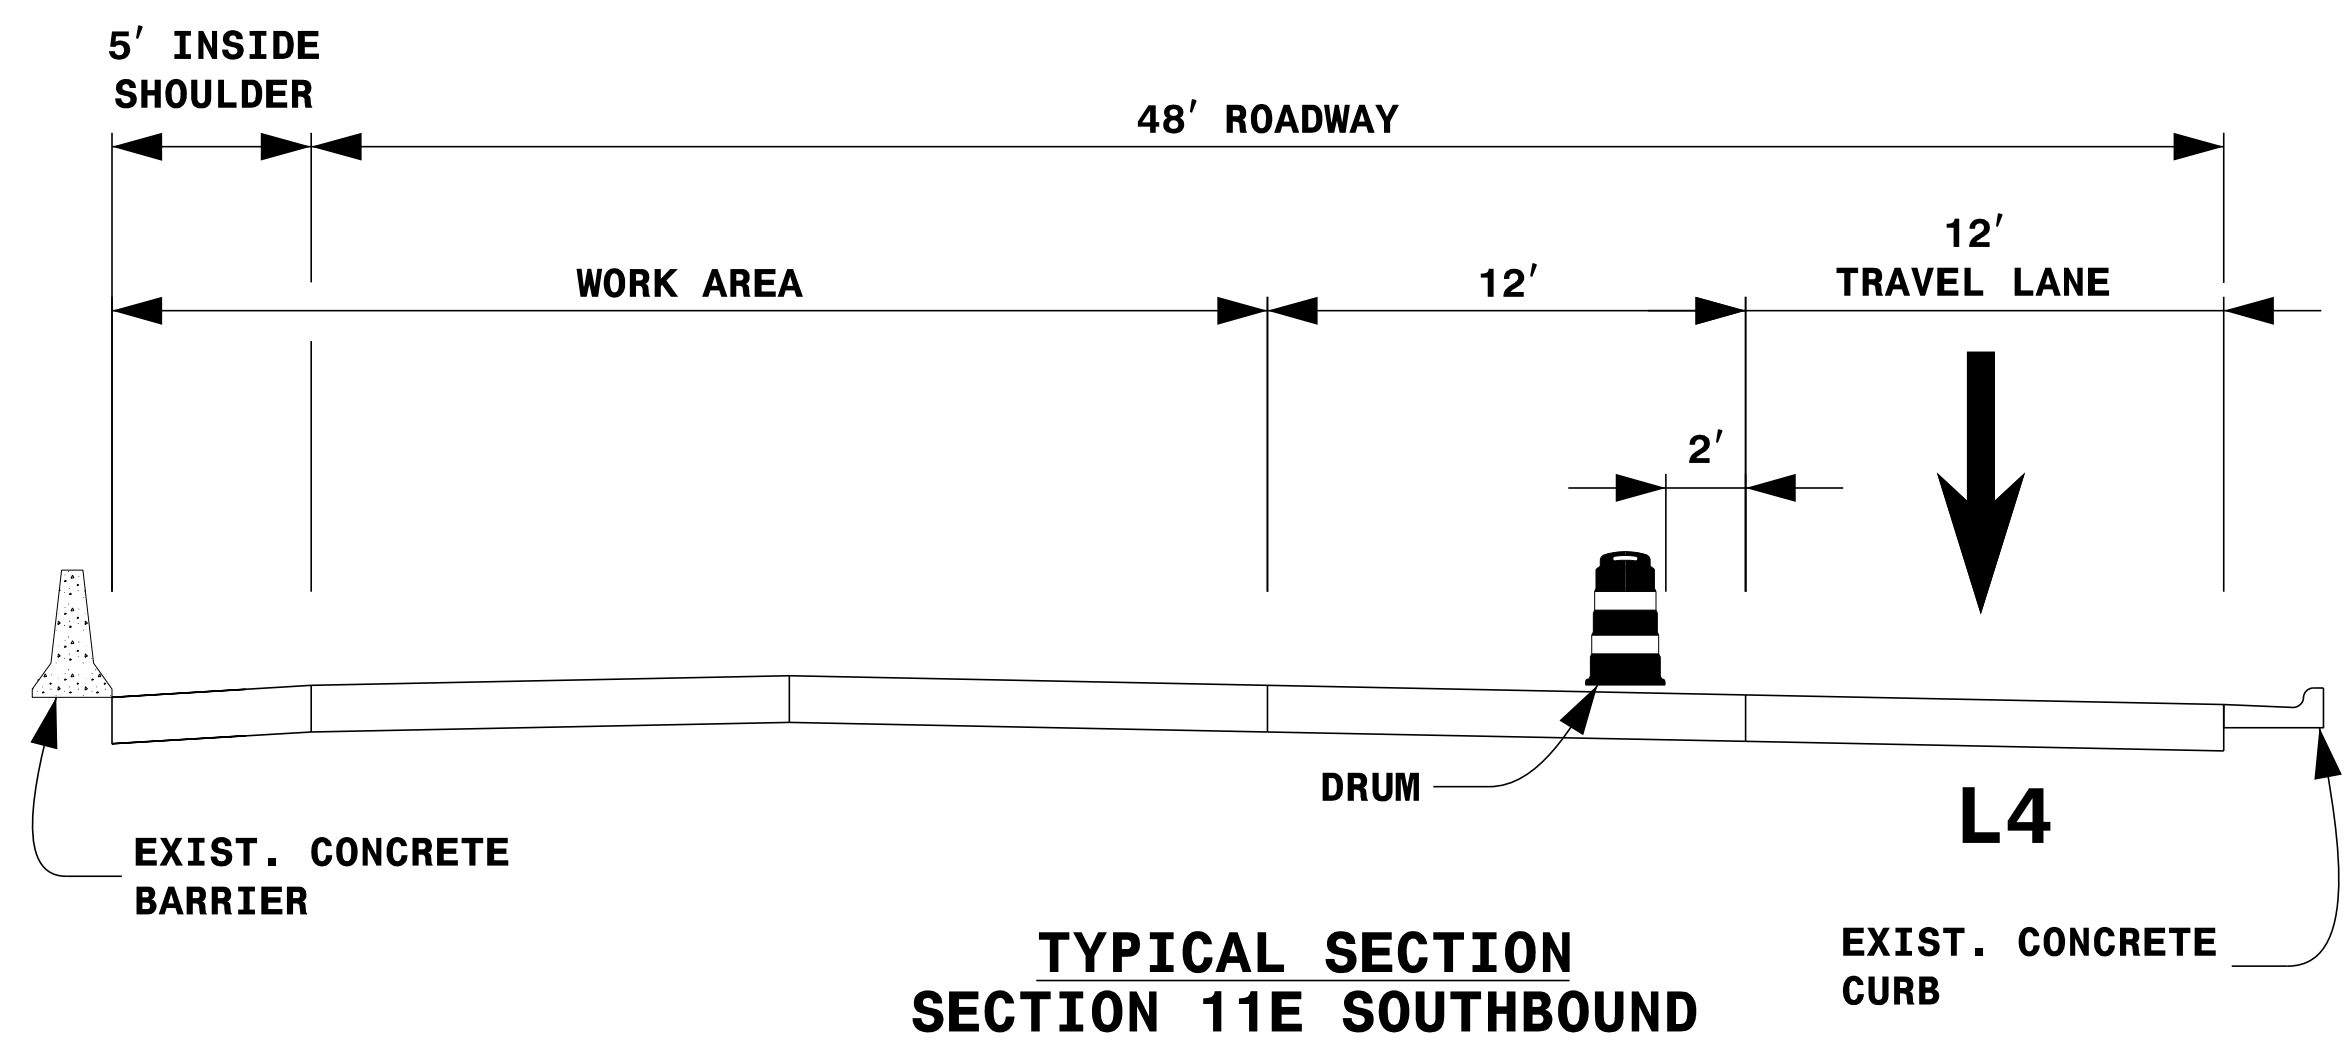 5' INSIDE
SHOULDER
48' ROADWAY
WORK AREA
12'
12'
TRAVEL LANE
2'
DRUM
L4
EXIST. CONCRETE
BARRIER
EXIST. CONCRETE
CURB
TYPICAL SECTION
SECTION 11E SOUTHBOUND